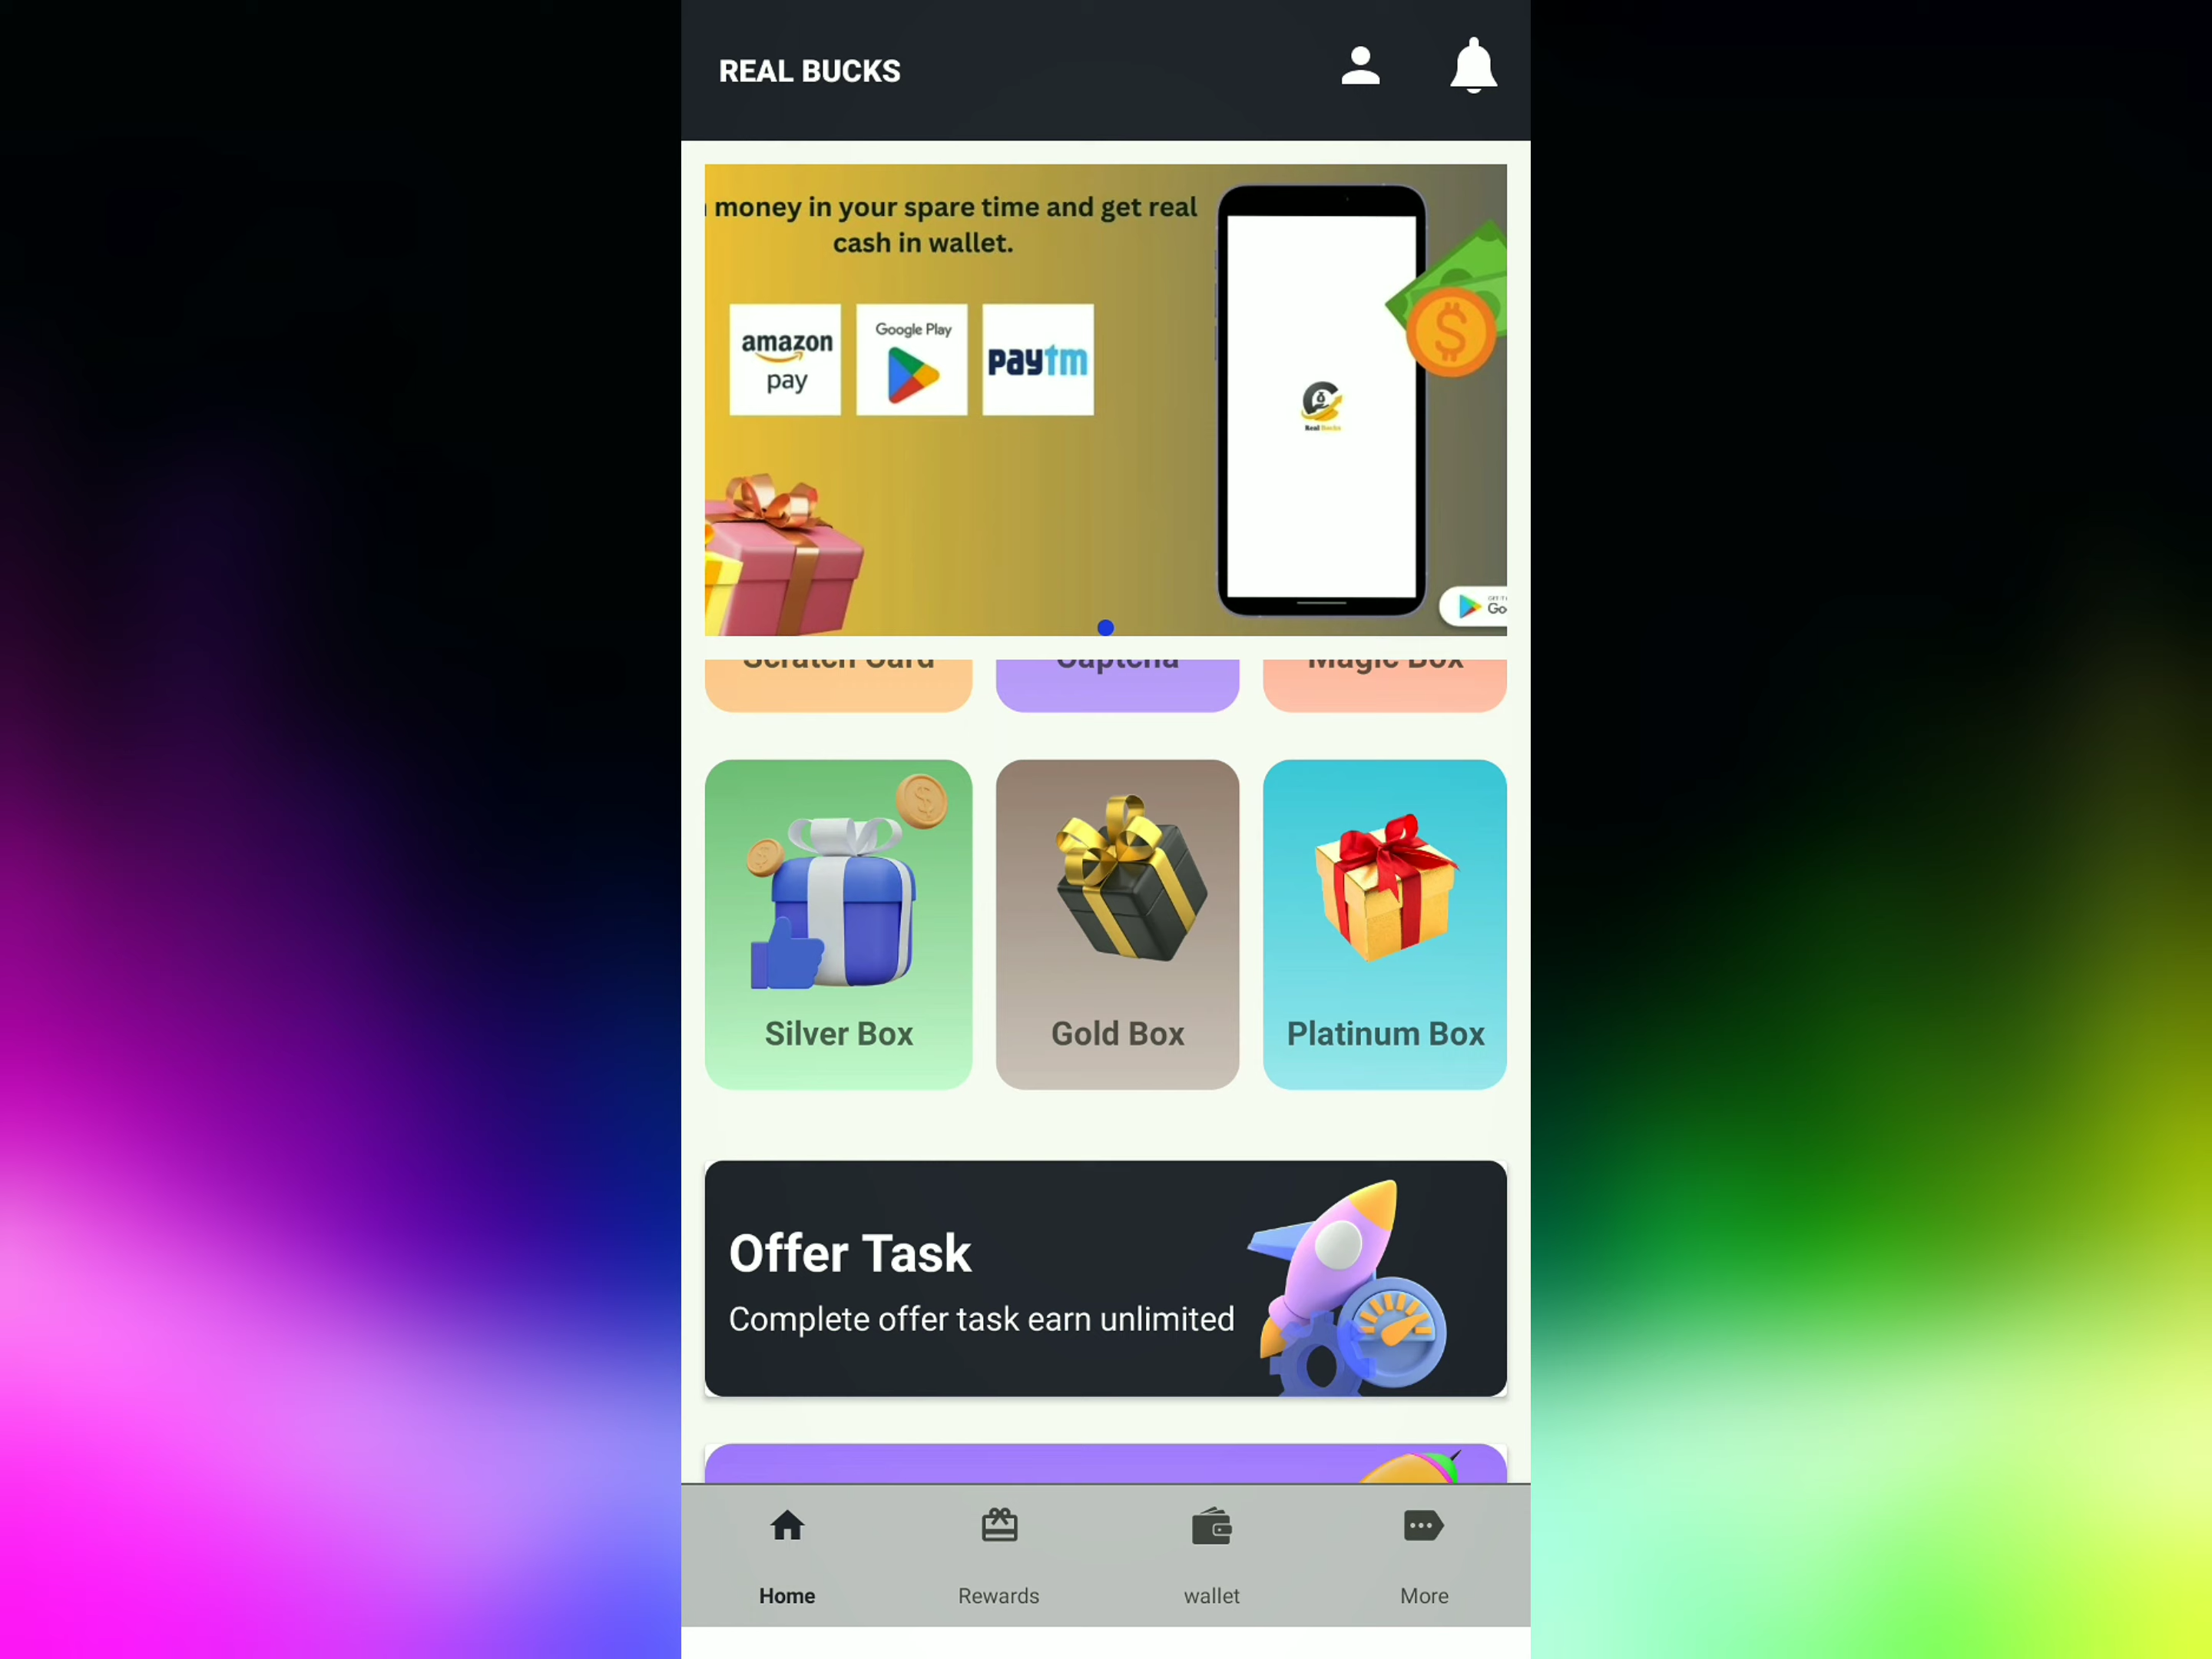 REAL BUCKS
money in your spare time and get real
cash in wallet.
amazon
pay
Google Play
paytm
Real Bucks
Scratch Card
Captcha
Magic Box
Silver Box
Gold Box
Platinum Box
Offer Task
Complete offer task earn unlimited
Home
Rewards
wallet
More